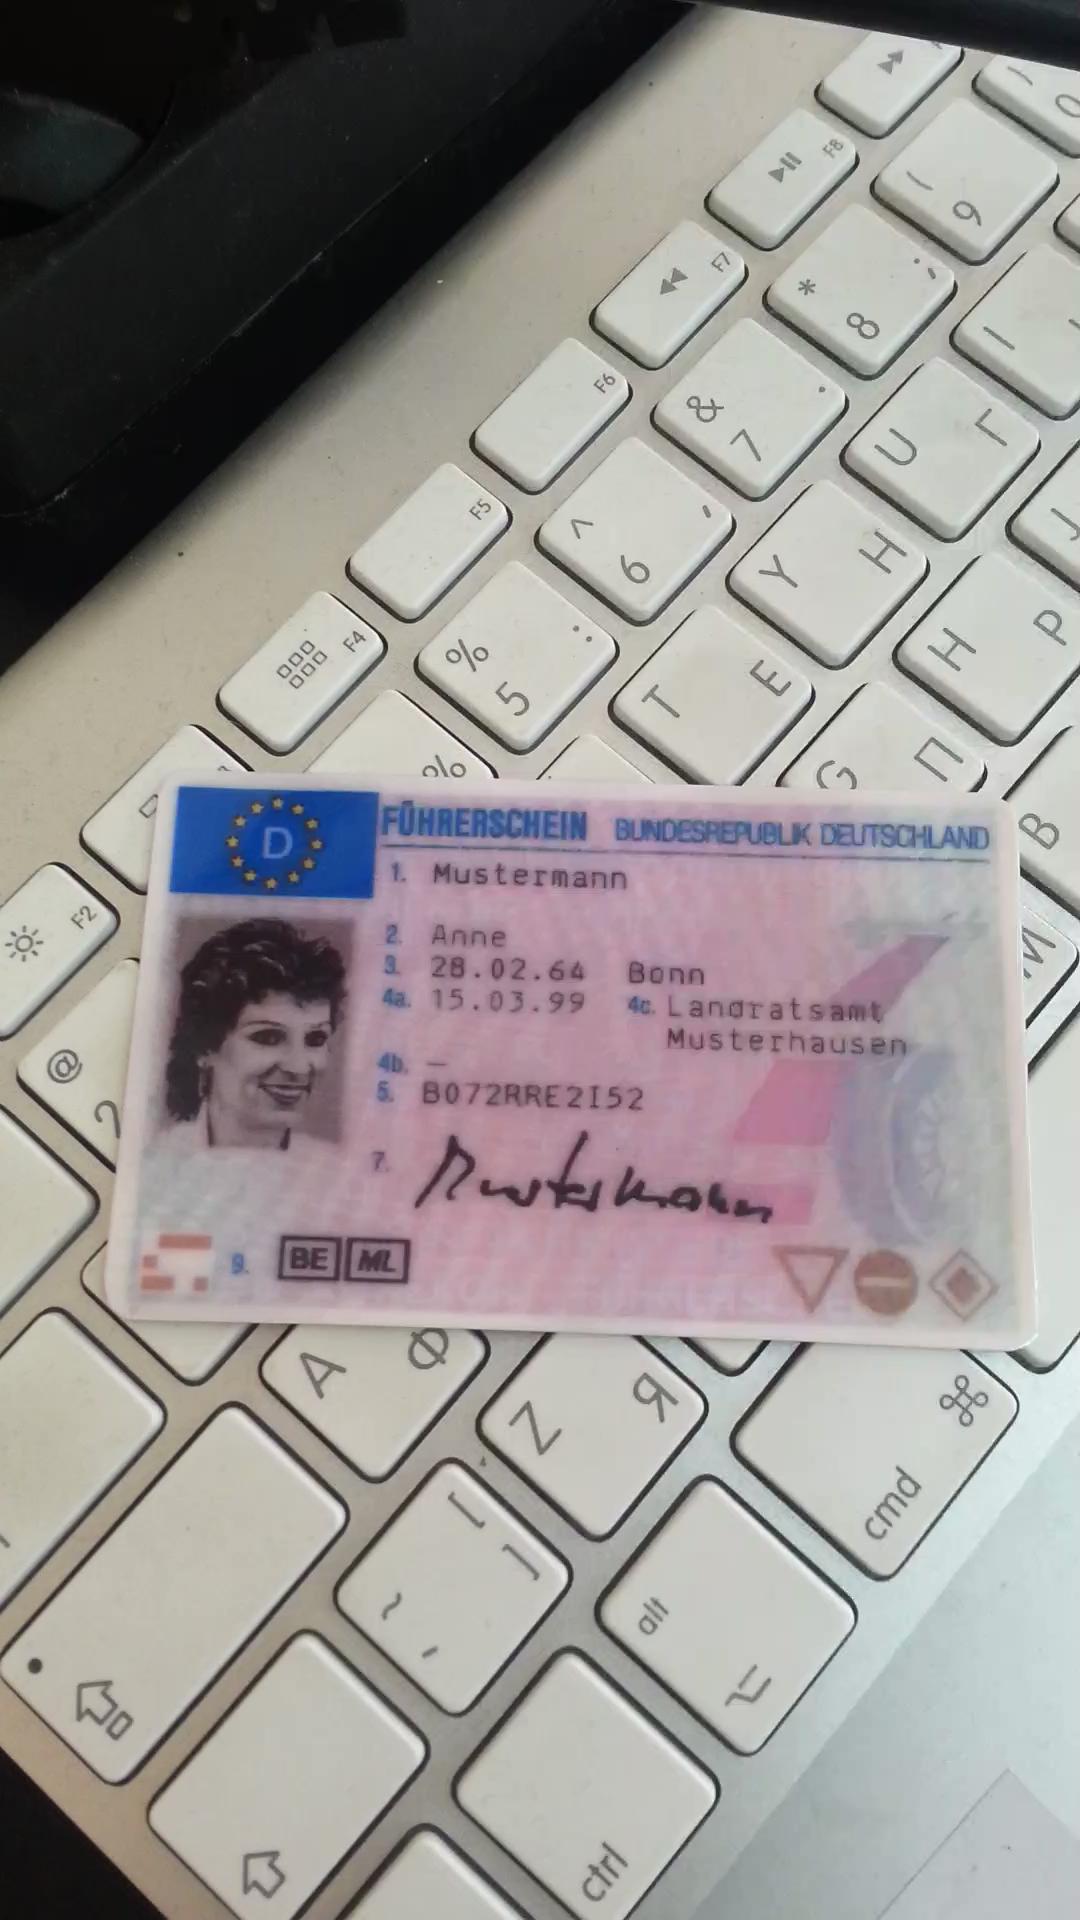 F8
9
F7
*
8
;
I
F6
&
7
.
U
Г
F5
^
6
,
Y
Н
J
F4
%
5
:
T
Е
H
Р
%
G
П
В
F2
@
2
М
D
FÜHRERSCHEIN BUNDESREPUBLIK DEUTSCHLAND
1. Mustermann
2. Anne
3. 28.02.64 Bonn
4a. 15.03.99 4c. Landratsamt
Musterhausen
4b. –
5. B072RRE2I52
7. Mustermann
9. BE ML
A
Ф
Z
Я
cmd
[
]
~
alt
ctrl